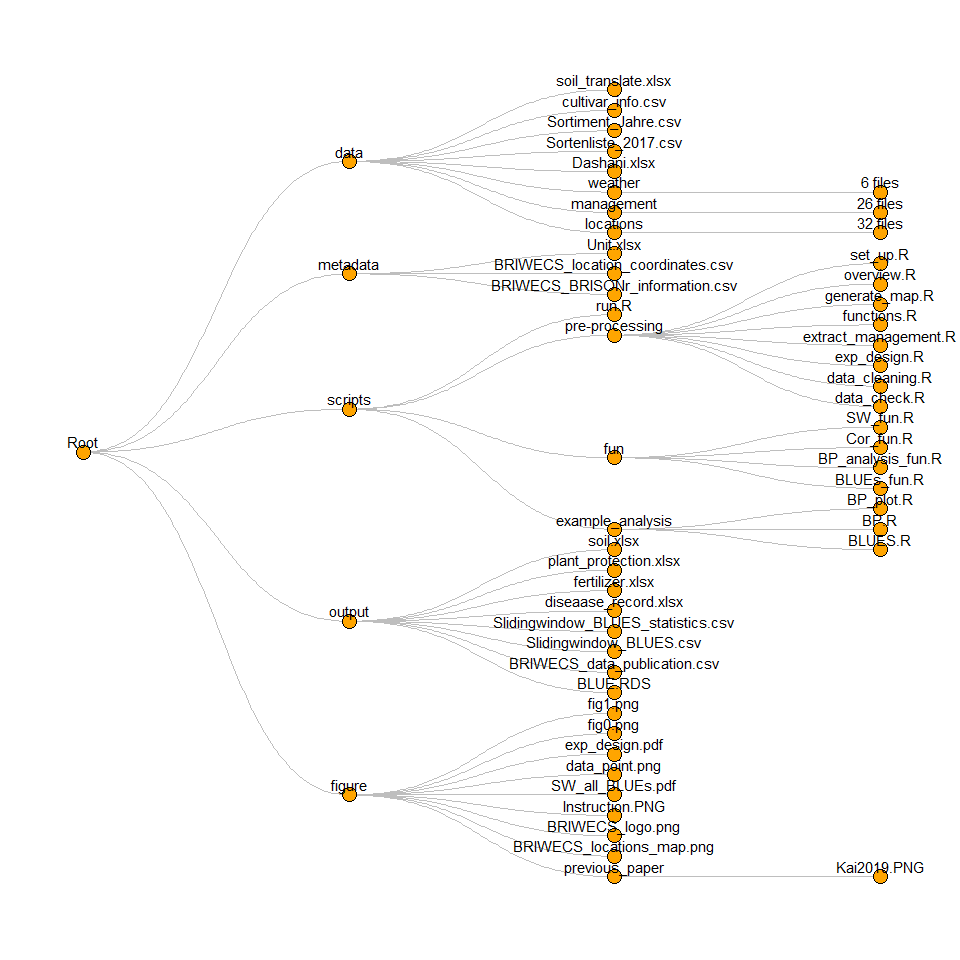 Root
data
soil_translate.xlsx
cultivar_info.csv
Sortiment_Jahre.csv
Sortenliste_2017.csv
Dashani.xlsx
weather
6 files
management
26 files
locations
32 files
metadata
Unit.xlsx
BRIWECS_location_coordinates.csv
BRIWECS_BRISONr_information.csv
scripts
run.R
pre-processing
set_up.R
overview.R
generate_map.R
functions.R
extract_management.R
exp_design.R
data_cleaning.R
data_check.R
fun
SW_fun.R
Cor_fun.R
BP_analysis_fun.R
BLUEs_fun.R
example_analysis
BP_plot.R
BP.R
BLUES.R
output
soil.xlsx
plant_protection.xlsx
fertilizer.xlsx
diseaase_record.xlsx
Slidingwindow_BLUES_statistics.csv
Slidingwindow_BLUES.csv
BRIWECS_data_publication.csv
BLUE.RDS
figure
fig1.png
fig0.png
exp_design.pdf
data_point.png
SW_all_BLUEs.pdf
Instruction.PNG
BRIWECS_logo.png
BRIWECS_locations_map.png
previous_paper
Kai2019.PNG